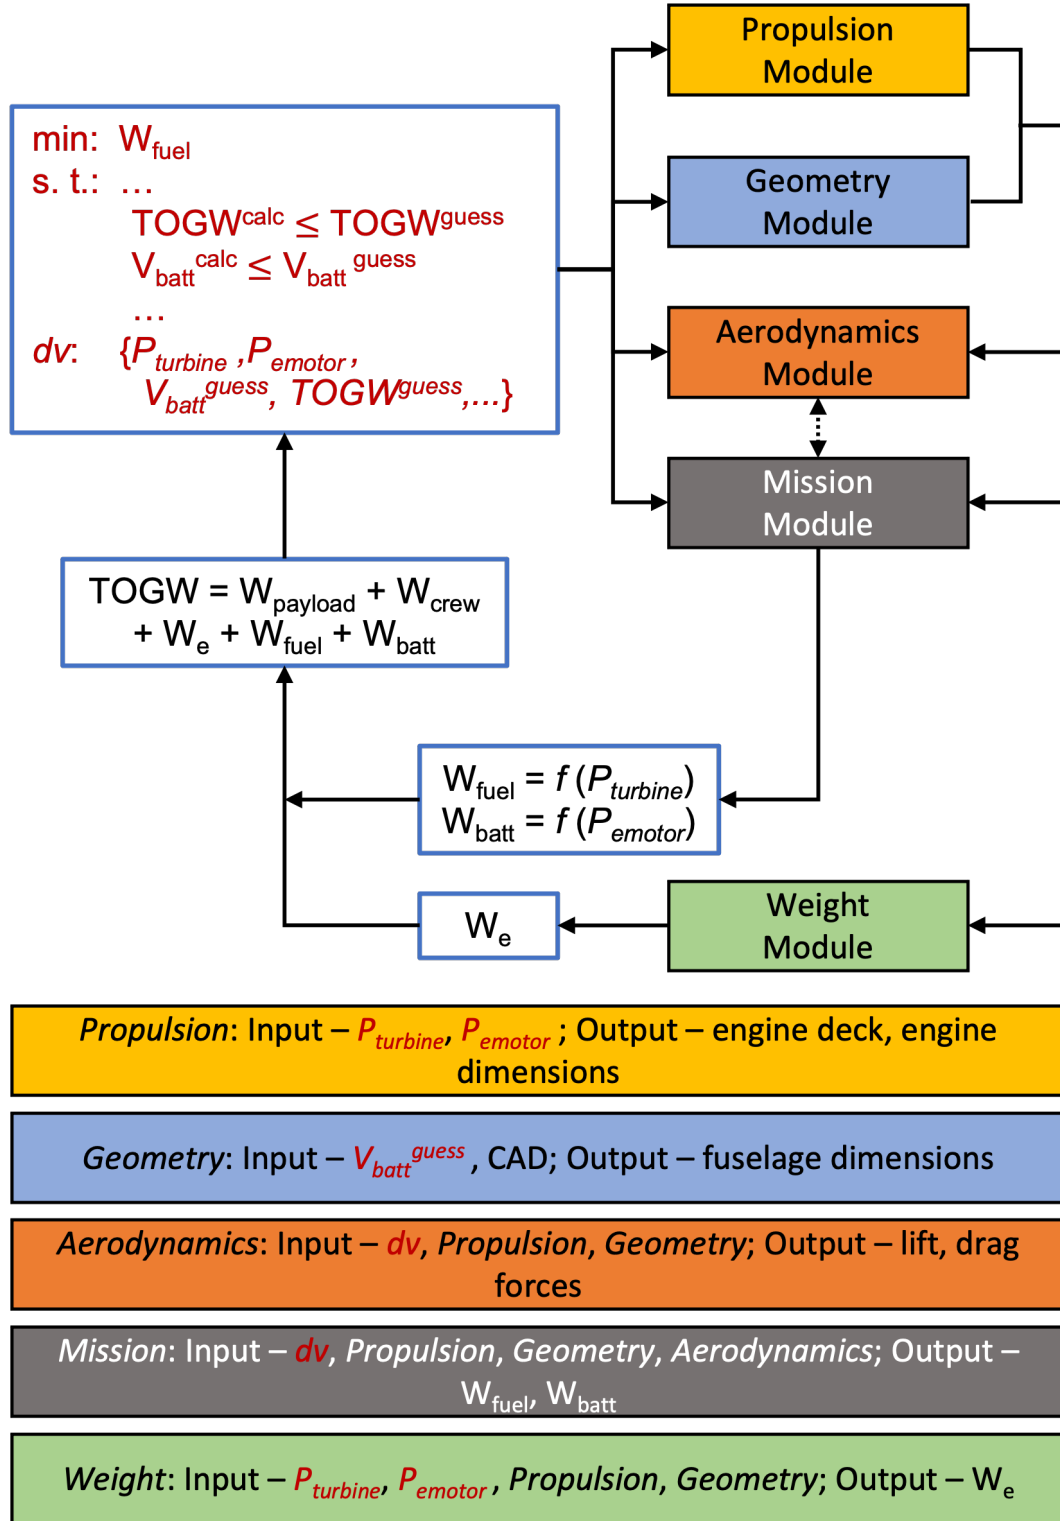 Propulsion
Module
min: W_fuel
s. t.: ...
TOGW^calc ≤ TOGW^guess
V_batt^calc ≤ V_batt^guess
...
dv: {P_turbine ,P_emotor ,
V_batt^guess, TOGW^guess,...}
Geometry
Module
Aerodynamics
Module
Mission
Module
TOGW = W_payload + W_crew
+ W_e + W_fuel + W_batt
W_fuel = f (P_turbine)
W_batt = f (P_emotor)
W_e
Weight
Module
Propulsion: Input – P_turbine, P_emotor ; Output – engine deck, engine
dimensions
Geometry: Input – V_batt^guess , CAD; Output – fuselage dimensions
Aerodynamics: Input – dv, Propulsion, Geometry; Output – lift, drag
forces
Mission: Input – dv, Propulsion, Geometry, Aerodynamics; Output –
W_fuel, W_batt
Weight: Input – P_turbine, P_emotor , Propulsion, Geometry; Output – W_e